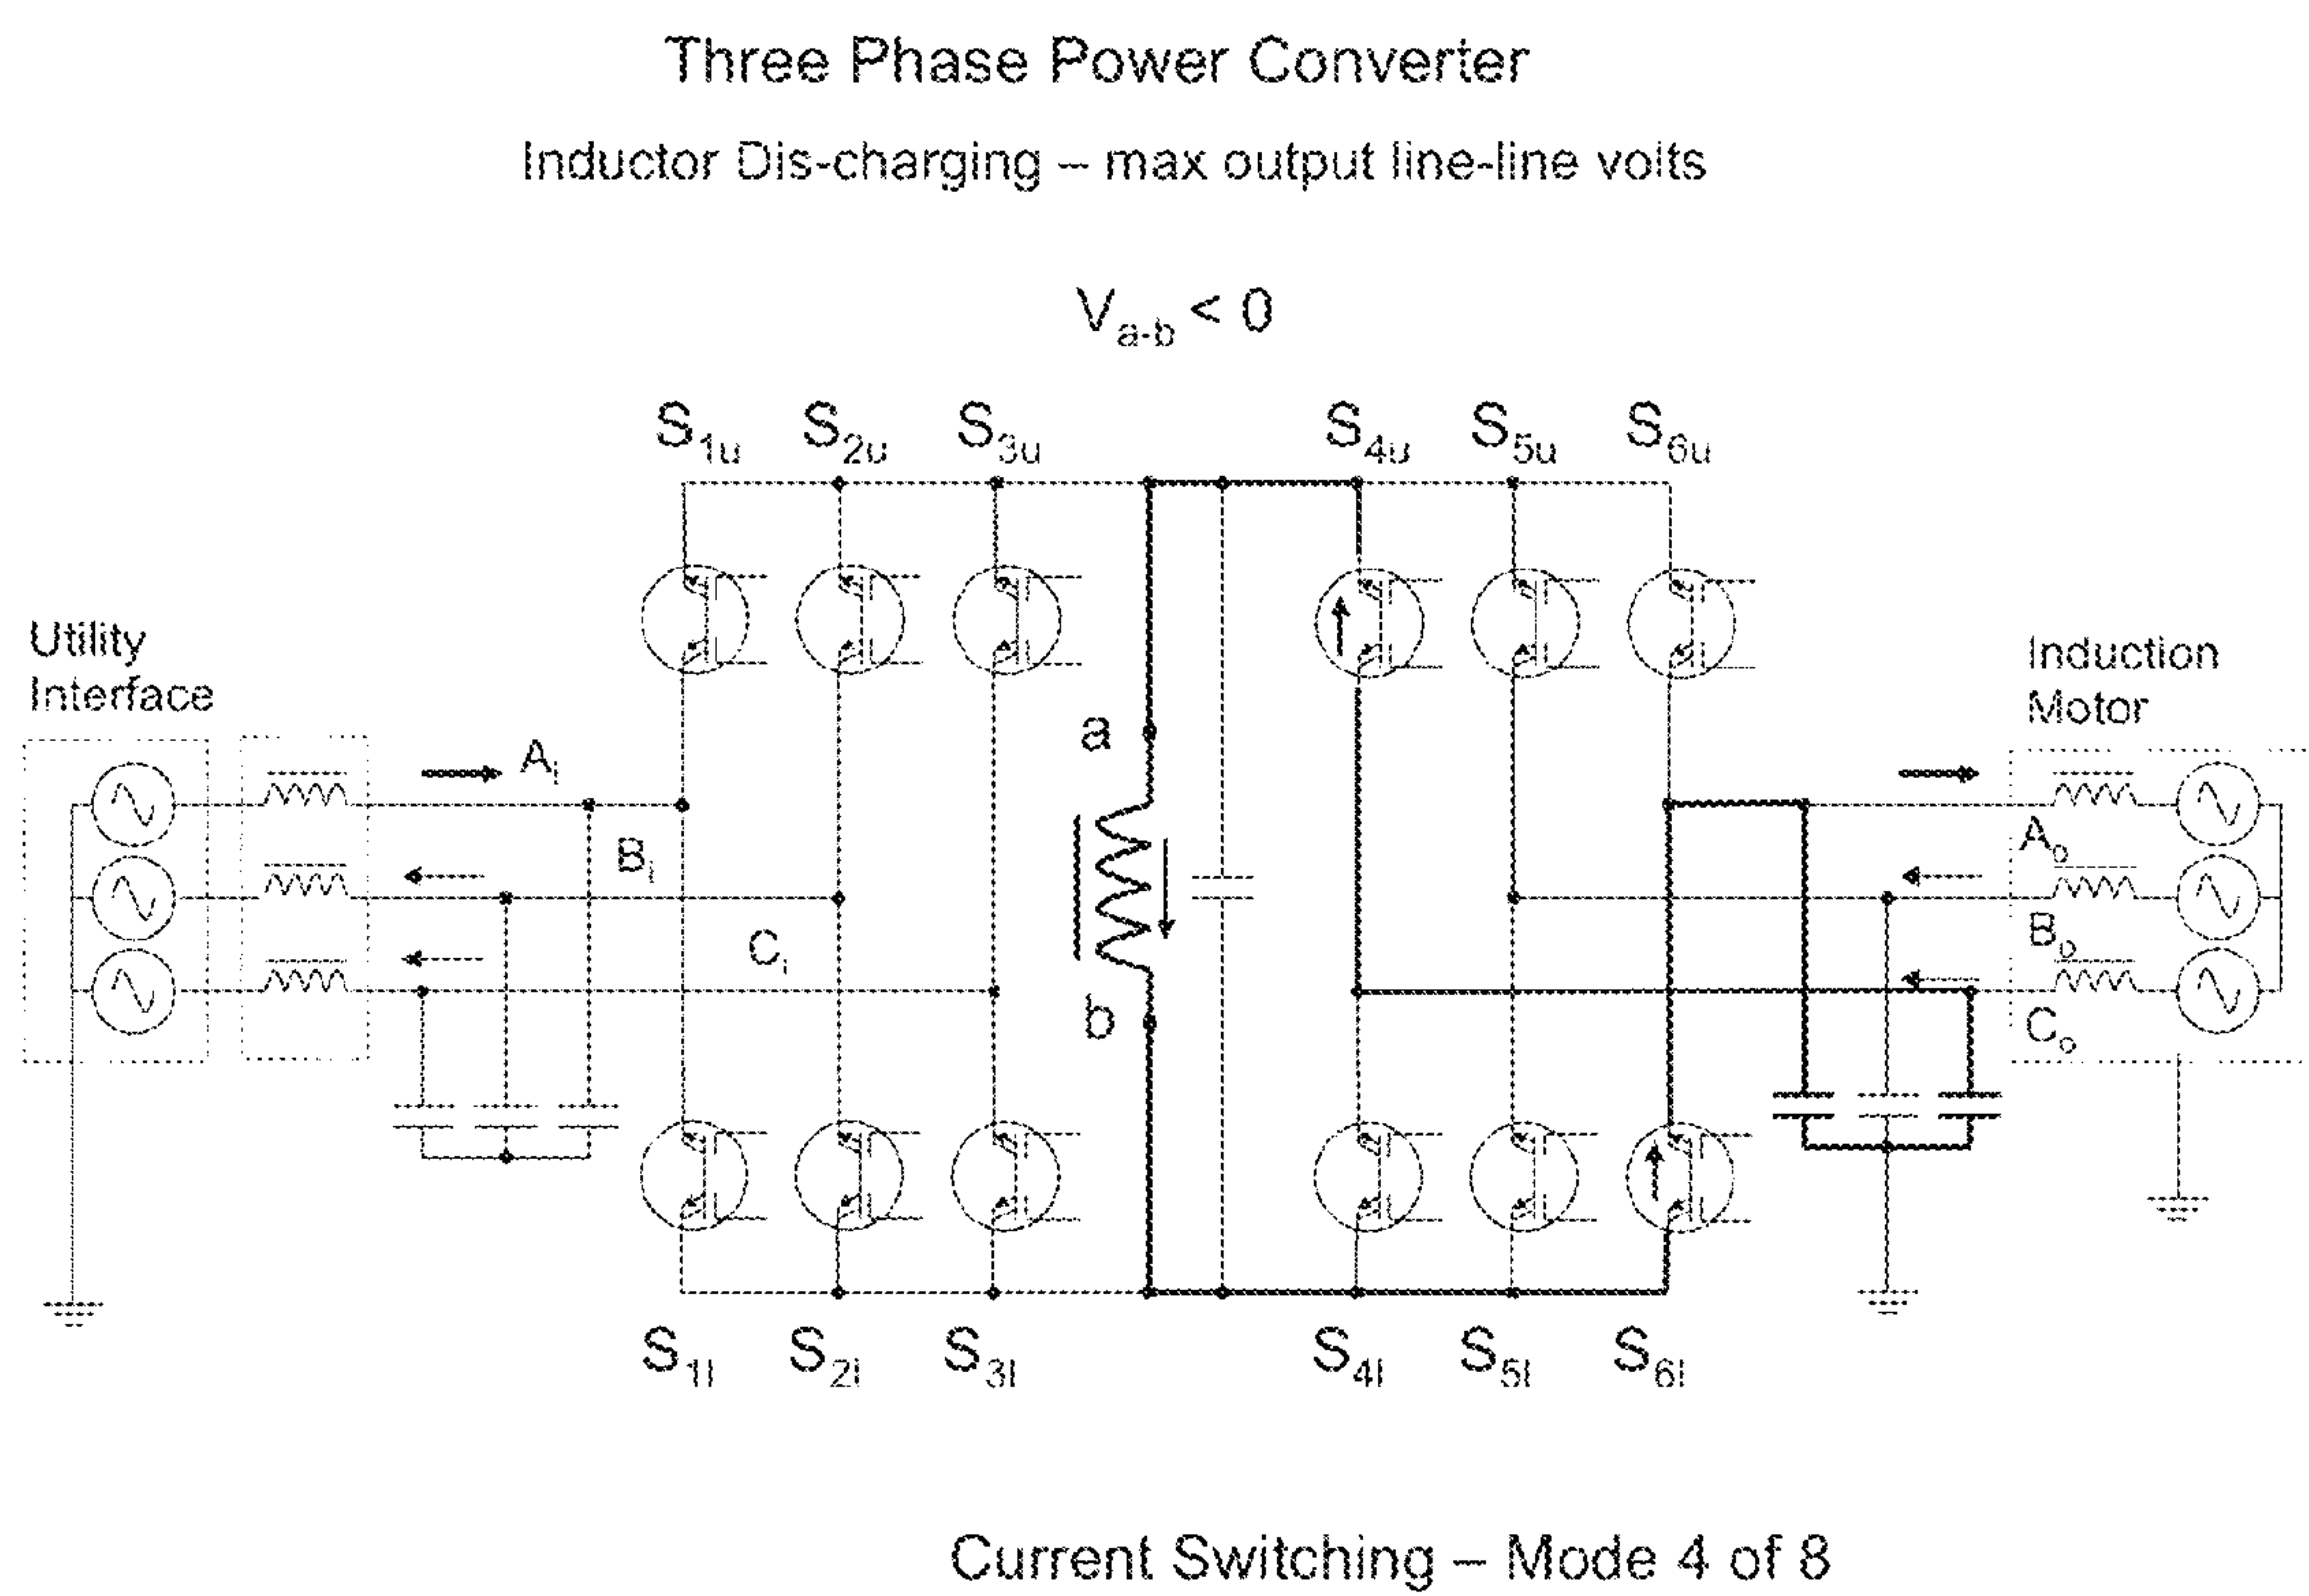 Three Phase Power Converter
Inductor Dis-charging – max output line-line volts
Va-b < 0
S1u S2u S3u S4u S5u S6u
Utility
Interface
Induction
Motor
Ai
Bi
Ci
a
b
Ao
Bo
Co
S1l S2l S3l S4l S5l S6l
Current Switching – Mode 4 of 8